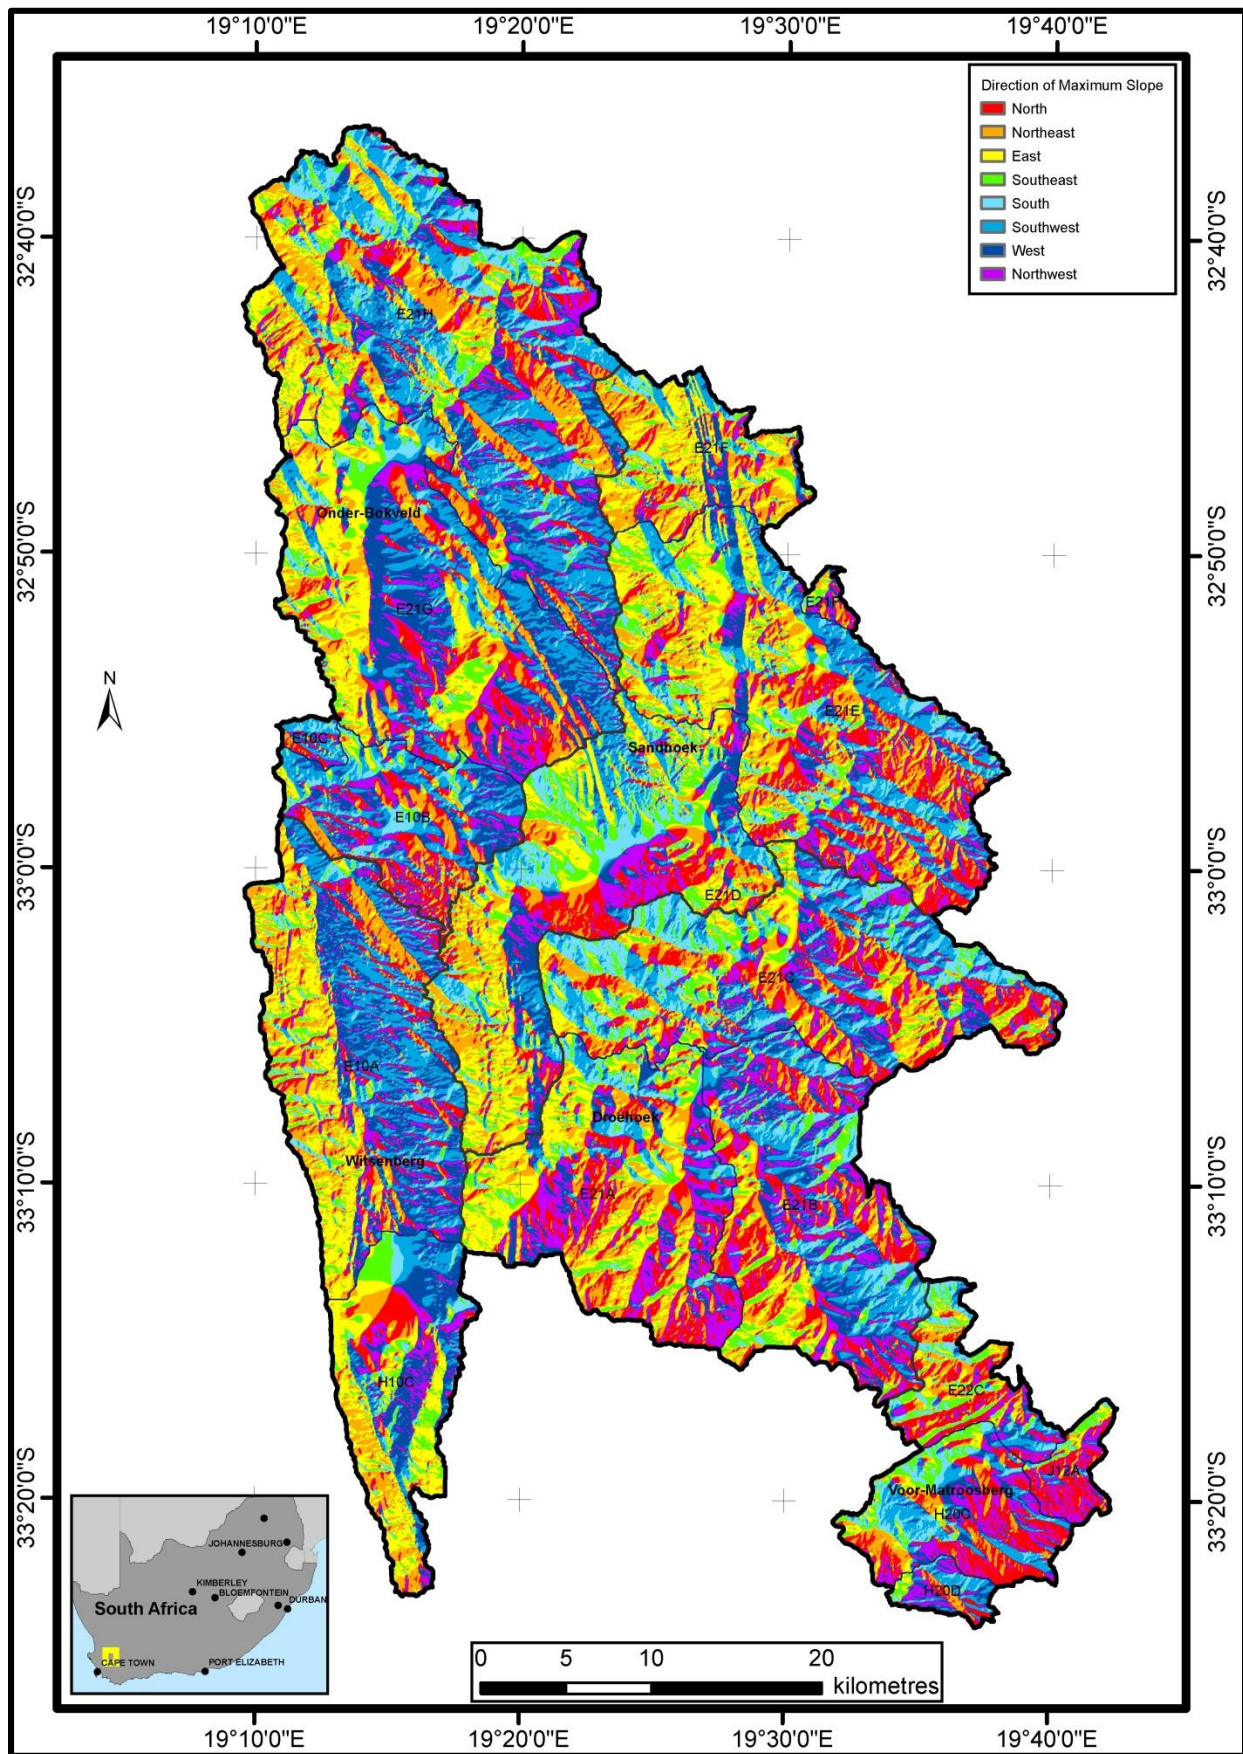 19°10'0"E 19°20'0"E 19°30'0"E 19°40'0"E
Direction of Maximum Slope
North
Northeast
East
Southeast
South
Southwest
West
Northwest
32°40'0"S
32°40'0"S
E21H
E21F
Onder-Bokveld
32°50'0"S
32°50'0"S
E21G
E21F
N
E21E
E10C
Sandhoek
E10B
33°0'0"S
33°0'0"S
E21D
E21C
E10A
Droehoek
Witsenberg
33°10'0"S
33°10'0"S
E21A
E21B
H10C
E22C
J12A
Voor-Matroosberg
33°20'0"S
33°20'0"S
H20C
H20D
JOHANNESBURG
KIMBERLEY
BLOEMFONTEIN
DURBAN
South Africa
CAPE TOWN
PORT ELIZABETH
0 5 10 20
kilometres
19°10'0"E 19°20'0"E 19°30'0"E 19°40'0"E